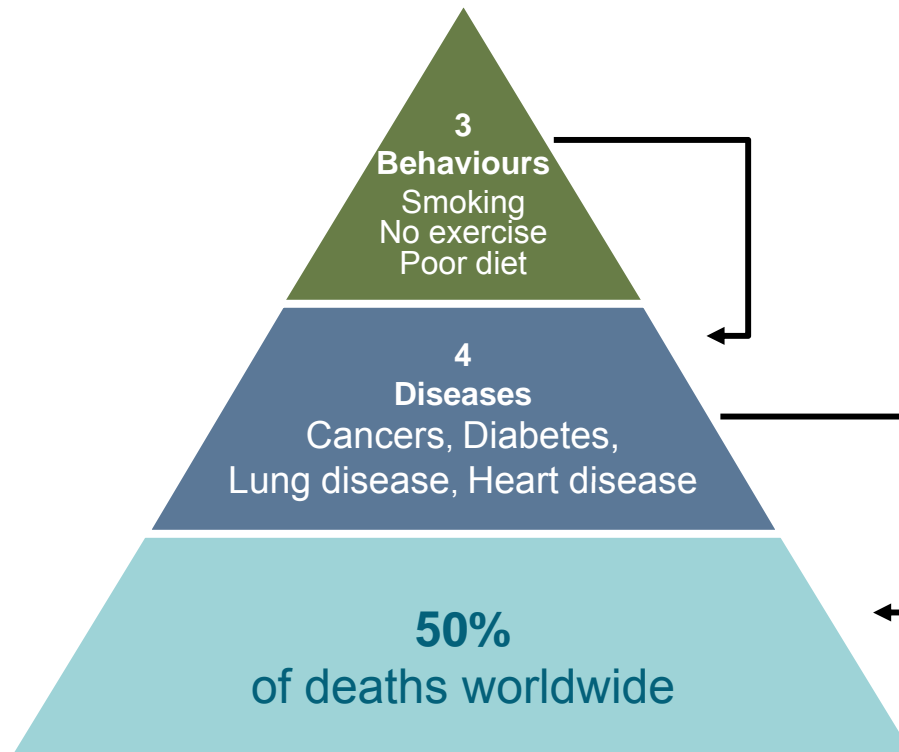 3
Behaviours
Smoking
No exercise
Poor diet
4
Diseases
Cancers, Diabetes,
Lung disease, Heart disease
50%
of deaths worldwide